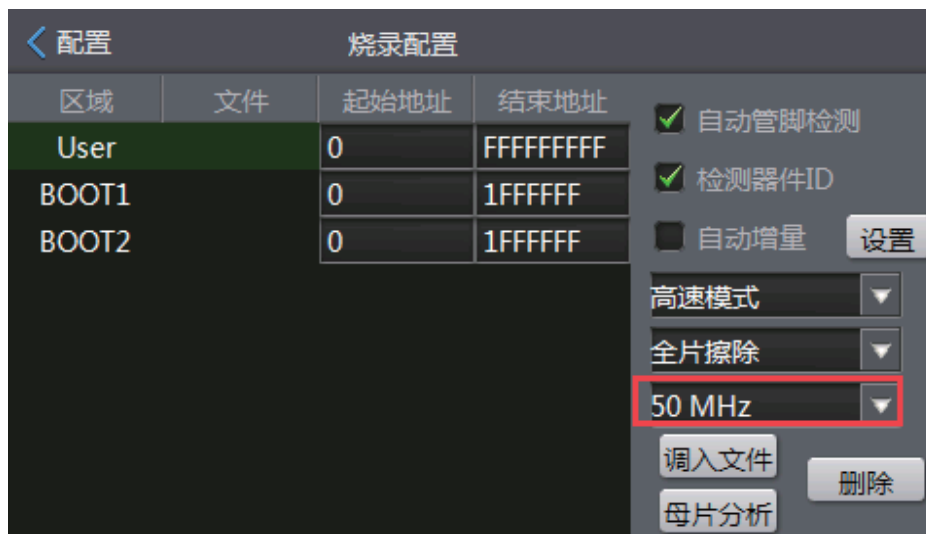 配置 烧录配置
区域 文件 起始地址 结束地址
User 0 FFFFFFFFF
BOOT1 0 1FFFFFF
BOOT2 0 1FFFFFF
自动管脚检测
检测器件ID
自动增量 设置
高速模式
全片擦除
50 MHz
调入文件
删除
母片分析